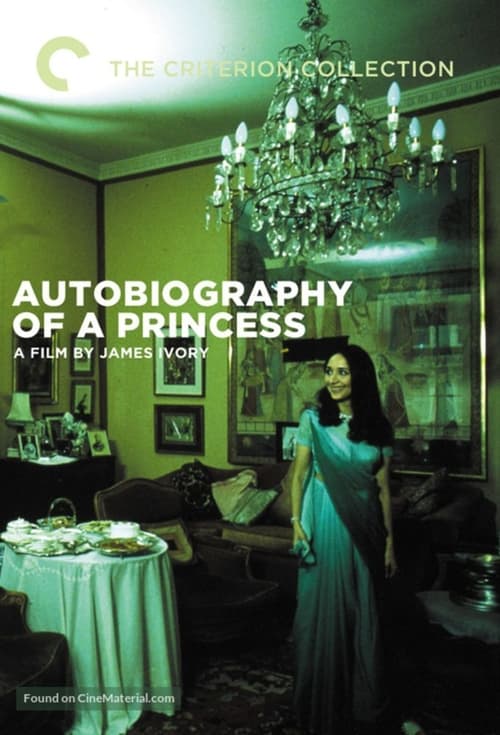 THE CRITERION COLLECTION
AUTOBIOGRAPHY
OF A PRINCESS
A FILM BY JAMES IVORY
Found on CineMaterial.com